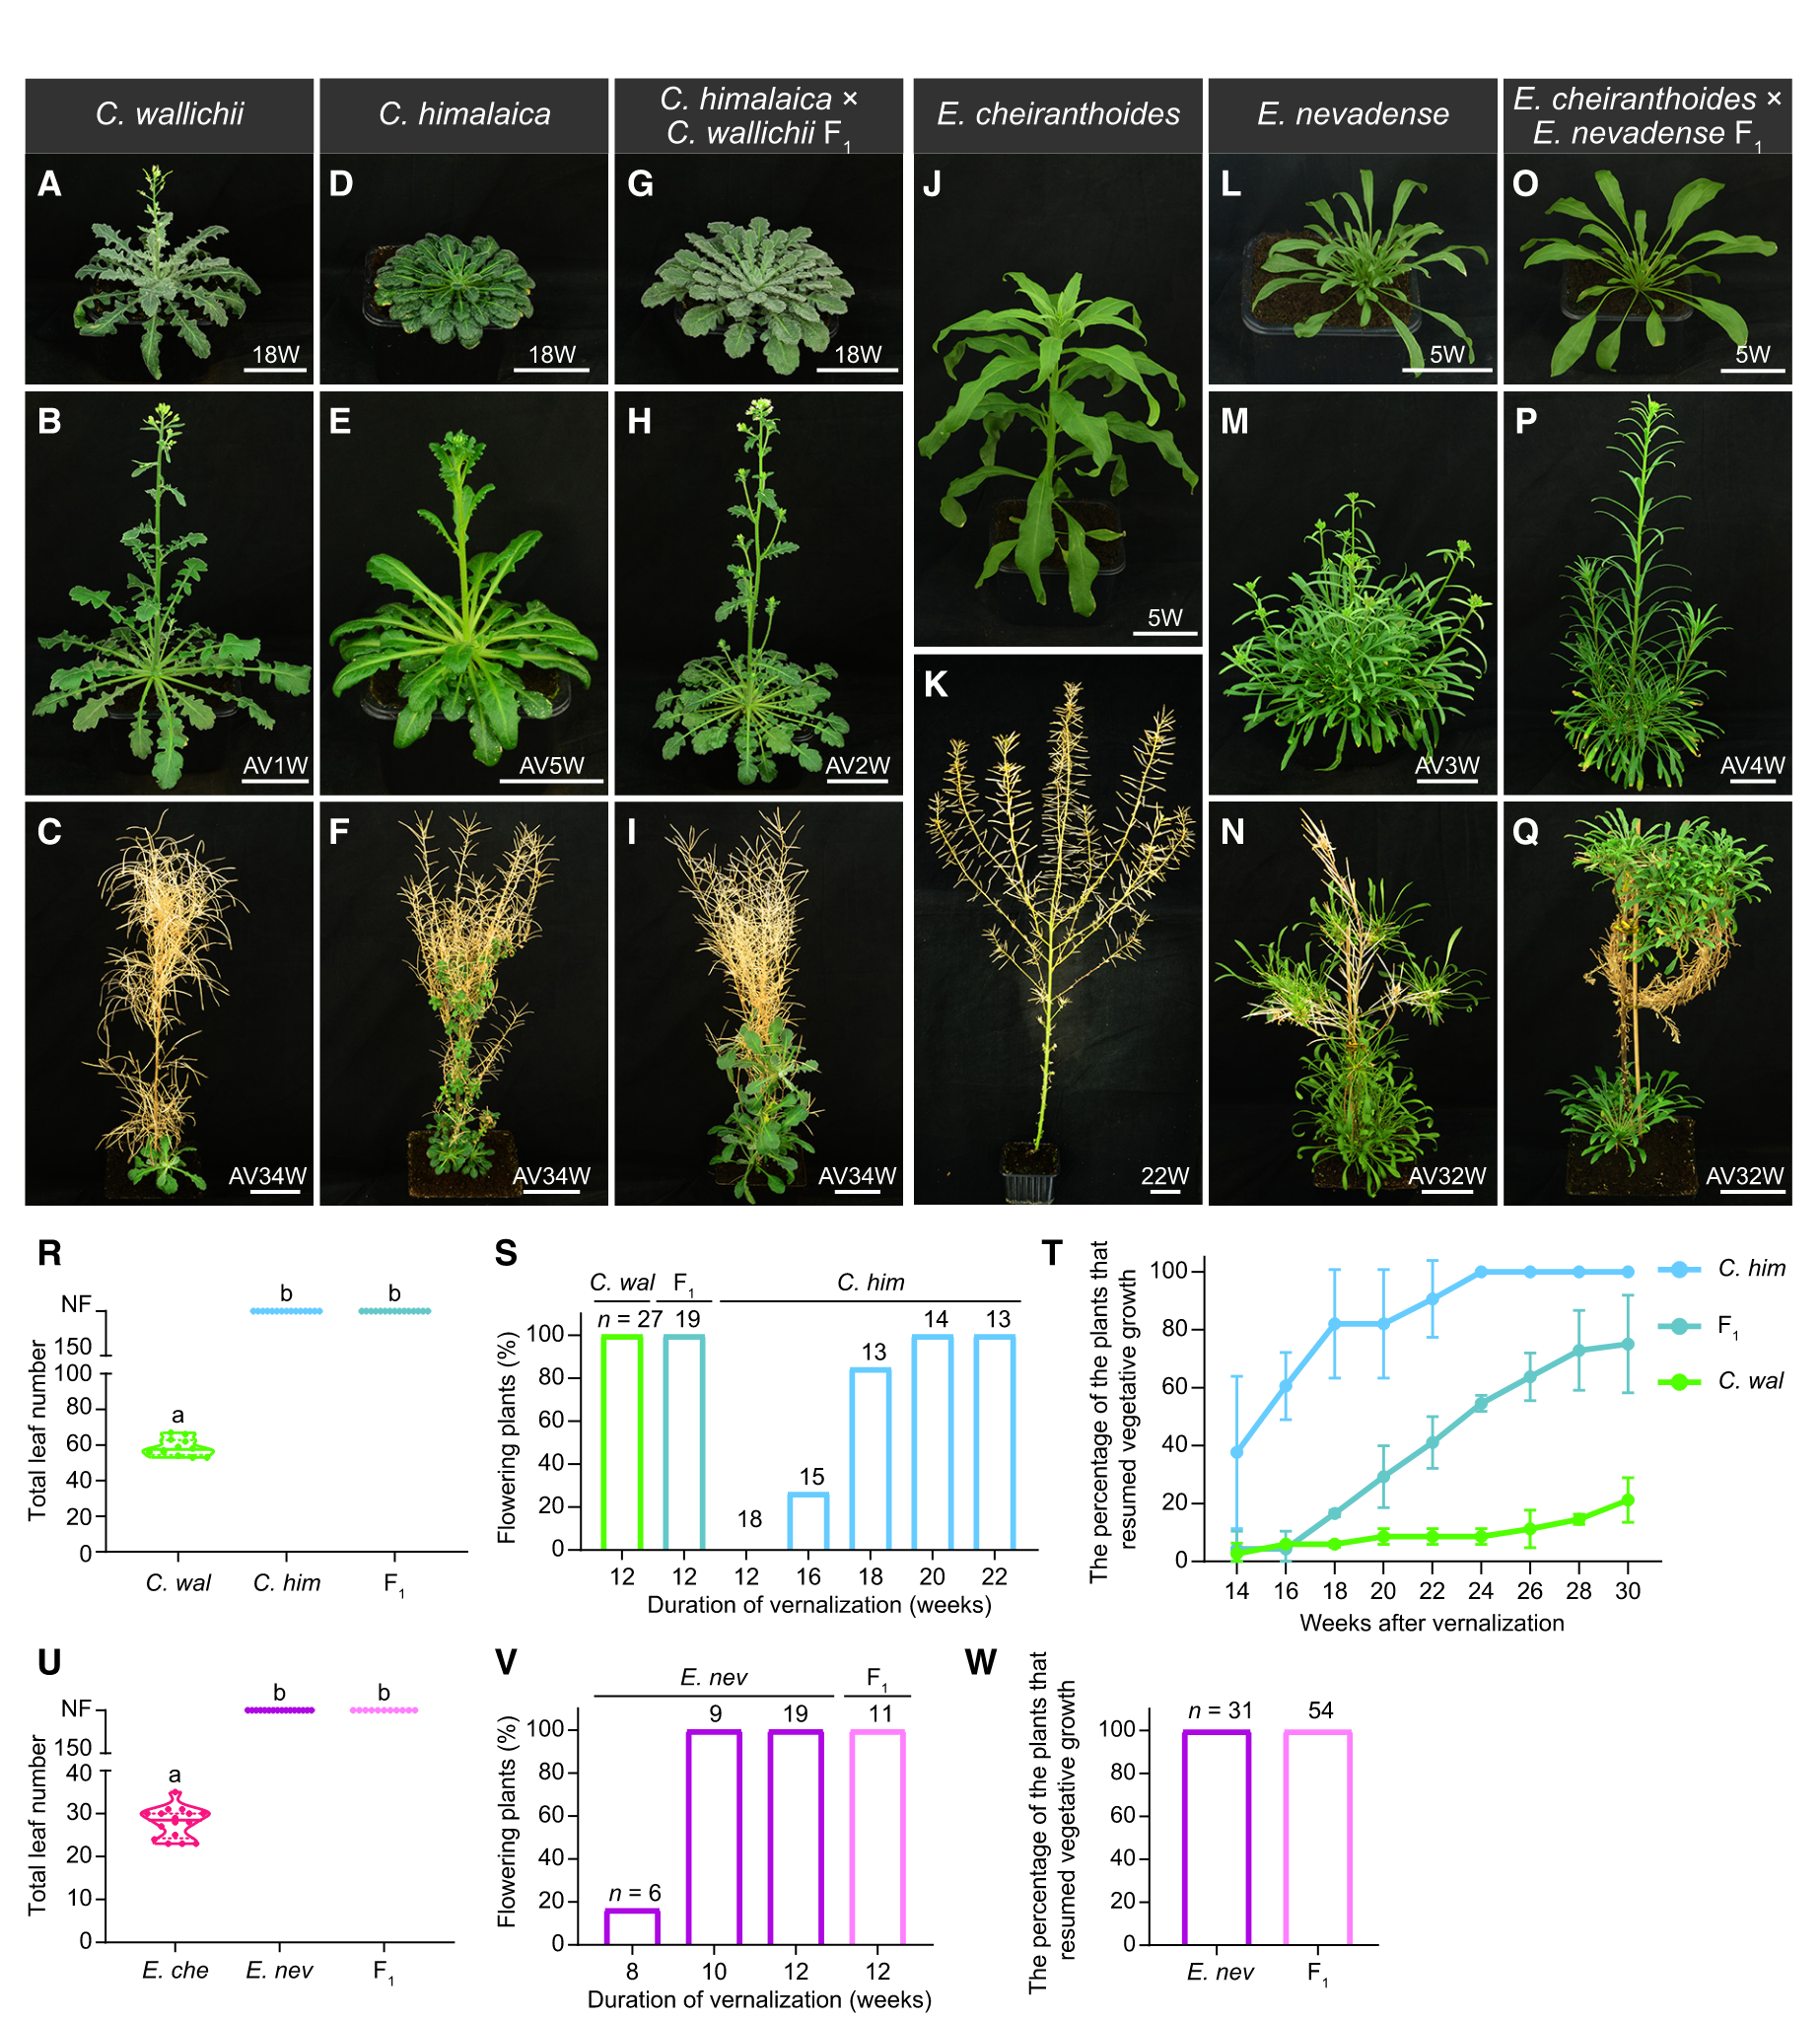 C. wallichii
C. himalaica
C. himalaica ×
C. wallichii F1
E. cheiranthoides
E. nevadense
E. cheiranthoides ×
E. nevadense F1
A
18W
D
18W
G
18W
J
5W
L
5W
O
5W
B
AV1W
E
AV5W
H
AV2W
M
AV3W
P
AV4W
K
22W
C
AV34W
F
AV34W
I
AV34W
N
AV32W
Q
AV32W
R
Total leaf number
NF
150
100
80
60
40
20
0
a
b
b
C. wal
C. him
F1
S
Flowering plants (%)
C. wal
F1
C. him
n = 27
19
18
15
13
14
13
100
80
60
40
20
0
12
12
12
16
18
20
22
Duration of vernalization (weeks)
T
The percentage of the plants that
resumed vegetative growth
100
80
60
40
20
0
14
16
18
20
22
24
26
28
30
Weeks after vernalization
C. him
F1
C. wal
U
Total leaf number
NF
150
40
30
20
10
0
a
b
b
E. che
E. nev
F1
V
Flowering plants (%)
E. nev
F1
n = 6
9
19
11
100
80
60
40
20
0
8
10
12
12
Duration of vernalization (weeks)
W
The percentage of the plants that
resumed vegetative growth
n = 31
54
100
80
60
40
20
0
E. nev
F1